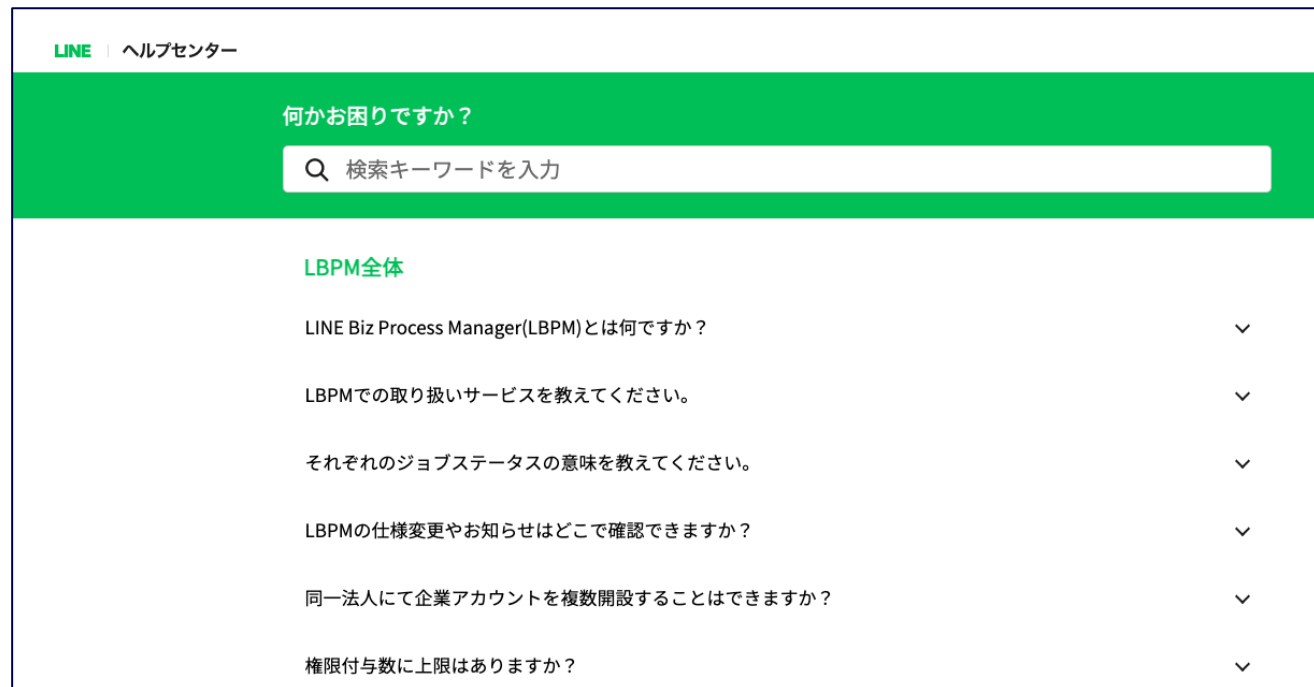 LINE ヘルプセンター
何かお困りですか？
検索キーワードを入力
LBPM全体
LINE Biz Process Manager(LBPM)とは何ですか？
LBPMでの取り扱いサービスを教えてください。
それぞれのジョブステータスの意味を教えてください。
LBPMの仕様変更やお知らせはどこで確認できますか？
同一法人にて企業アカウントを複数開設することはできますか？
権限付与数に上限はありますか？